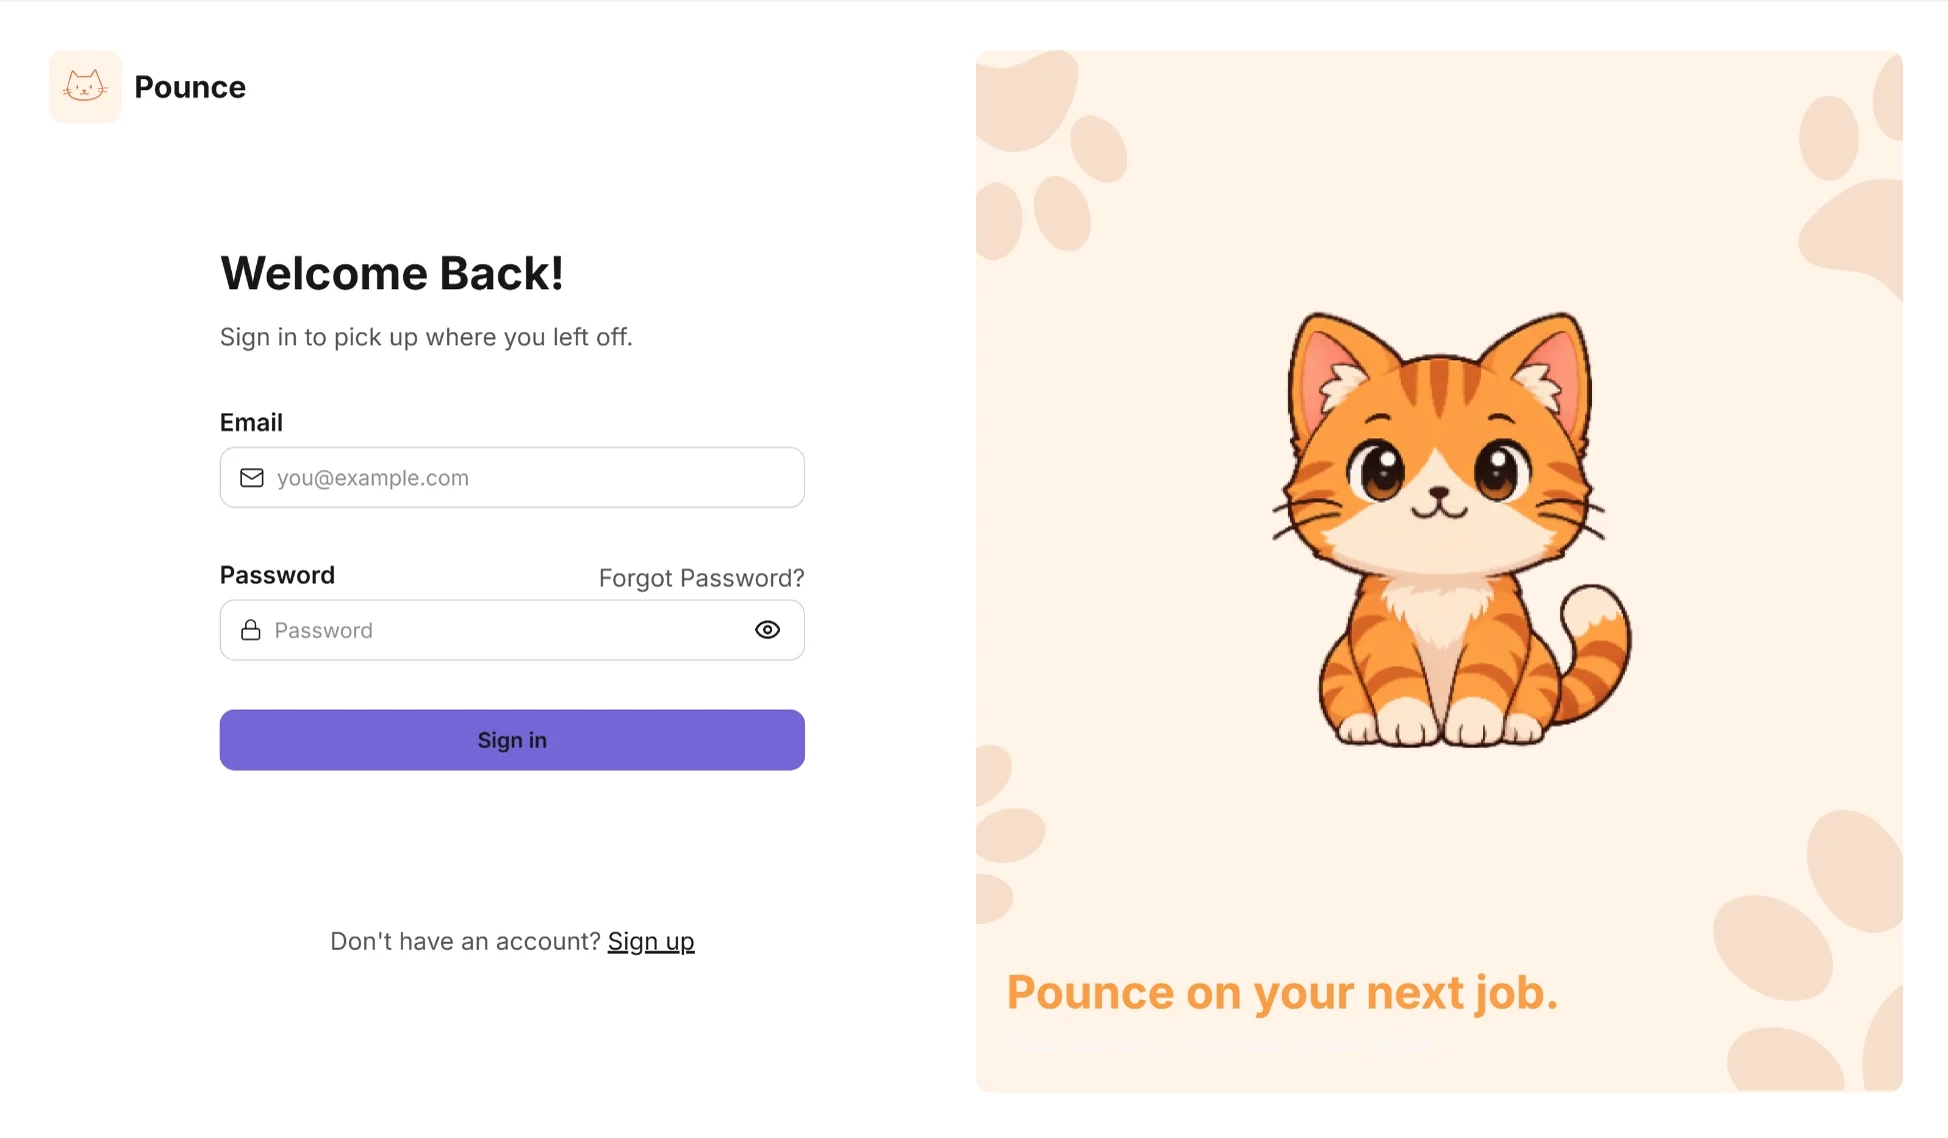 Pounce
Welcome Back!
Sign in to pick up where you left off.
Email
you@example.com
Password
Forgot Password?
Password
Sign in
Don't have an account? Sign up
Pounce on your next job.